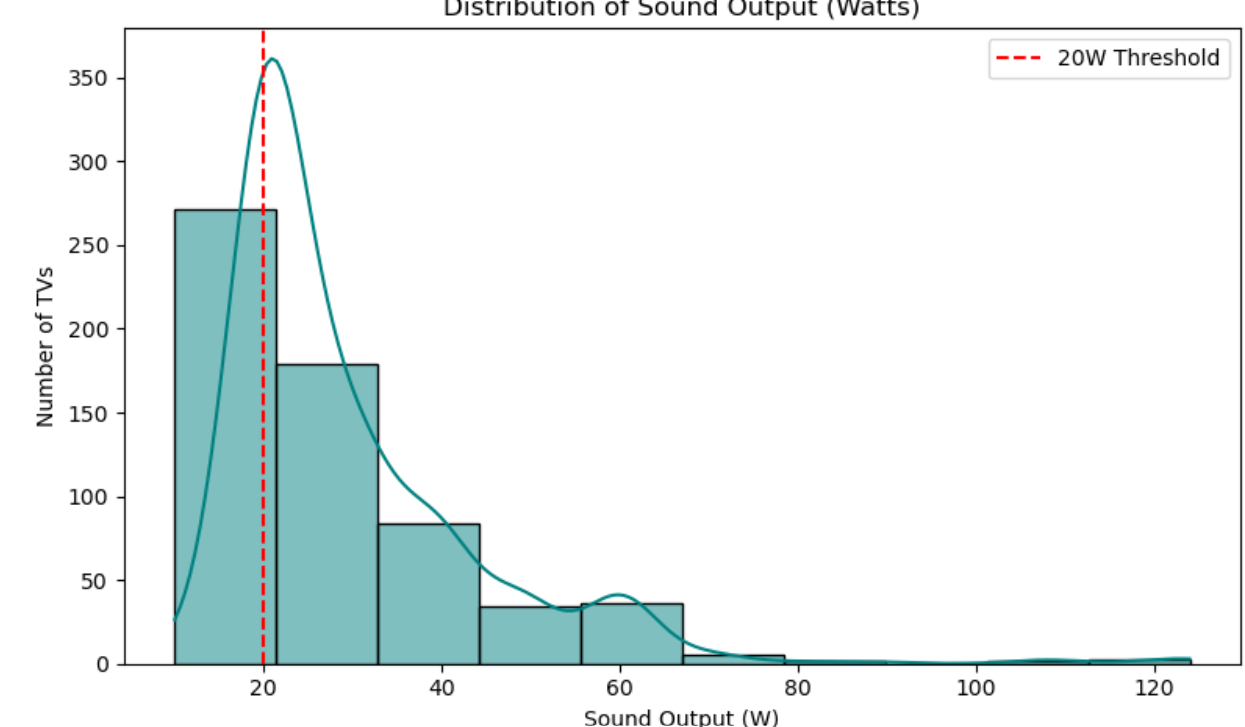 Distribution of Sound Output (Watts)
20W Threshold
350
300
250
200
150
100
50
0
Number of TVs
20 40 60 80 100 120
Sound Output (W)